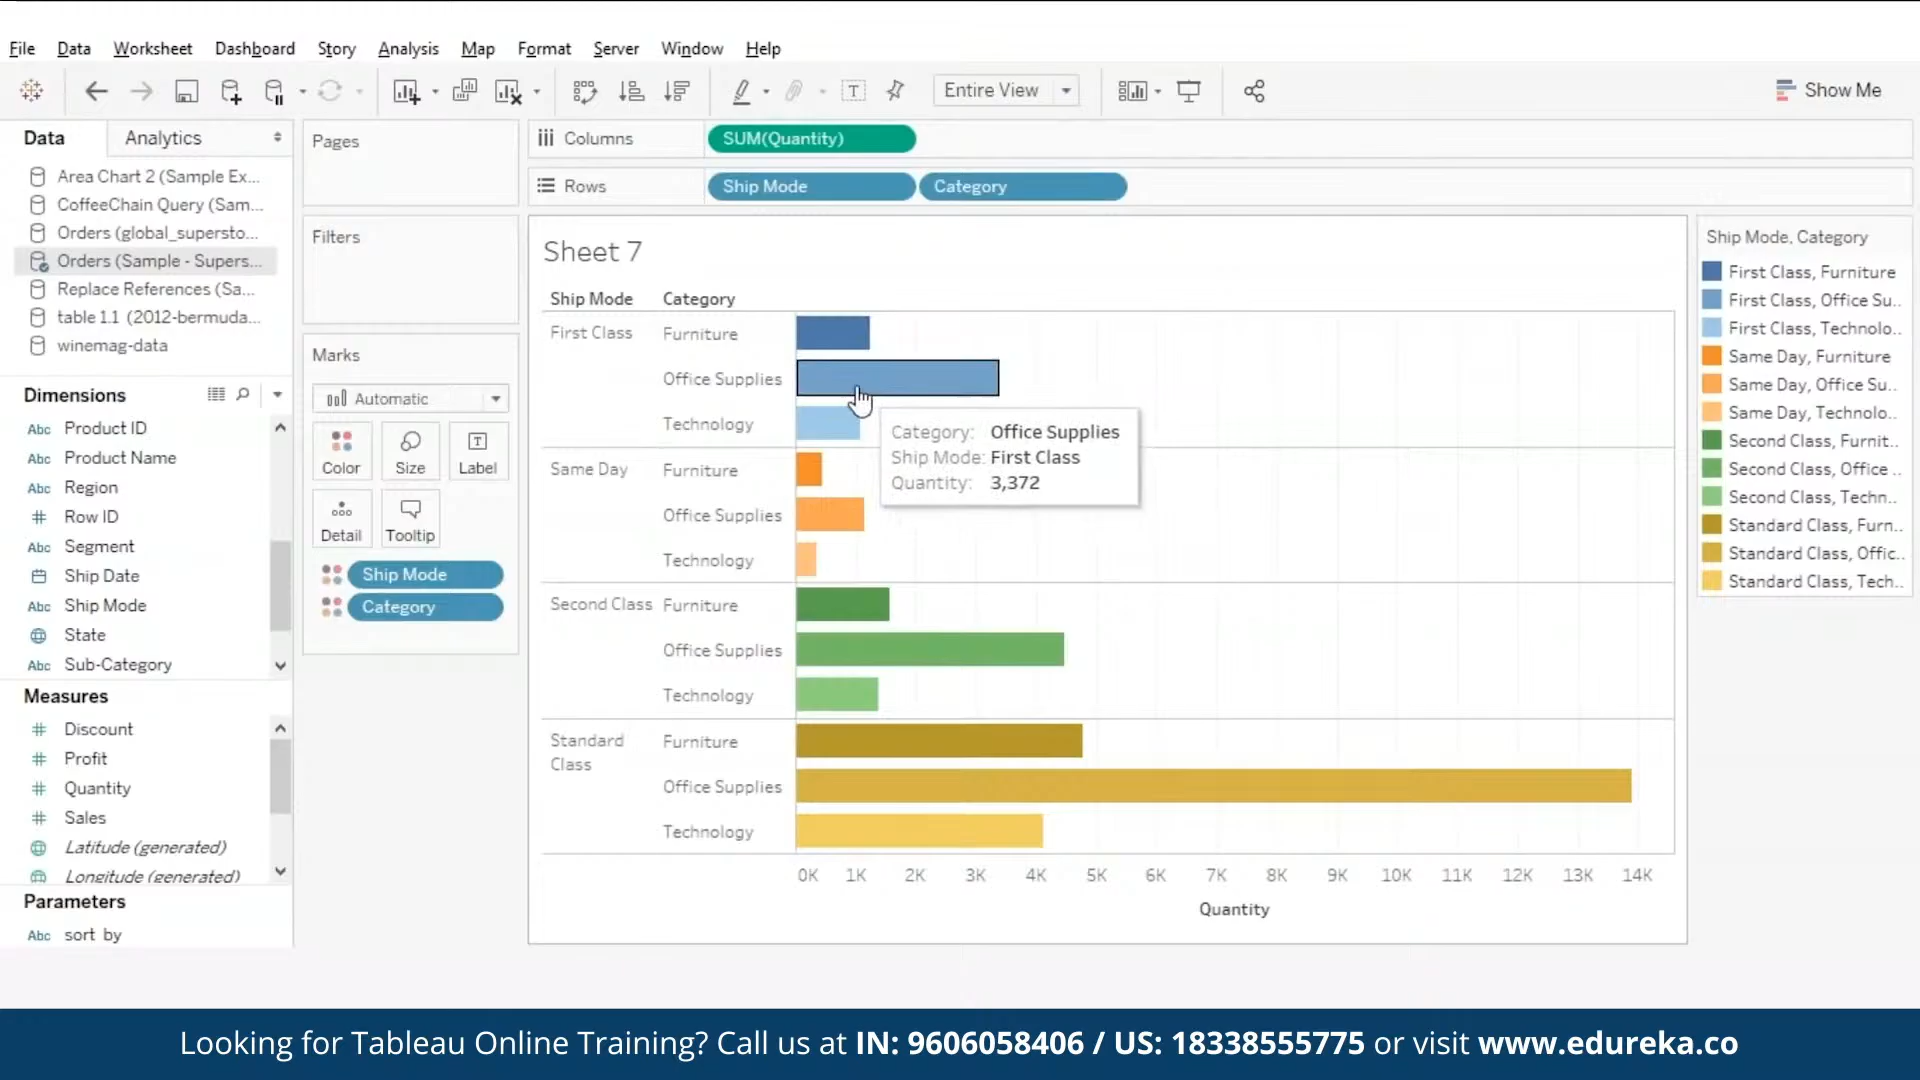 File Data Worksheet Dashboard Story Analysis Map Format Server Window Help
Entire View
Show Me
Data Analytics
Area Chart 2 (Sample Ex...
CoffeeChain Query (Sam...
Orders (global_supersto...
Orders (Sample - Supers...
Replace References (Sa...
table 1.1 (2012-bermuda...
winemag-data
Dimensions
Abc Product ID
Abc Product Name
Abc Region
# Row ID
Abc Segment
Ship Date
Abc Ship Mode
State
Abc Sub-Category
Measures
# Discount
# Profit
# Quantity
# Sales
Latitude (generated)
Longitude (generated)
Parameters
Abc sort by
Pages
Filters
Marks
Automatic
Color Size T Label
Detail Tooltip
Ship Mode
Category
Columns SUM(Quantity)
Rows Ship Mode Category
Sheet 7
Ship Mode Category
First Class Furniture
Office Supplies
Technology
Same Day Furniture
Office Supplies
Technology
Second Class Furniture
Office Supplies
Technology
Standard Class Furniture
Office Supplies
Technology
Category: Office Supplies
Ship Mode: First Class
Quantity: 3,372
0K 1K 2K 3K 4K 5K 6K 7K 8K 9K 10K 11K 12K 13K 14K
Quantity
Ship Mode, Category
First Class, Furniture
First Class, Office Su..
First Class, Technolo..
Same Day, Furniture
Same Day, Office Su..
Same Day, Technolo..
Second Class, Furnit..
Second Class, Office ..
Second Class, Techn..
Standard Class, Furn..
Standard Class, Offic..
Standard Class, Tech..
Looking for Tableau Online Training? Call us at IN: 9606058406 / US: 18338555775 or visit www.edureka.co